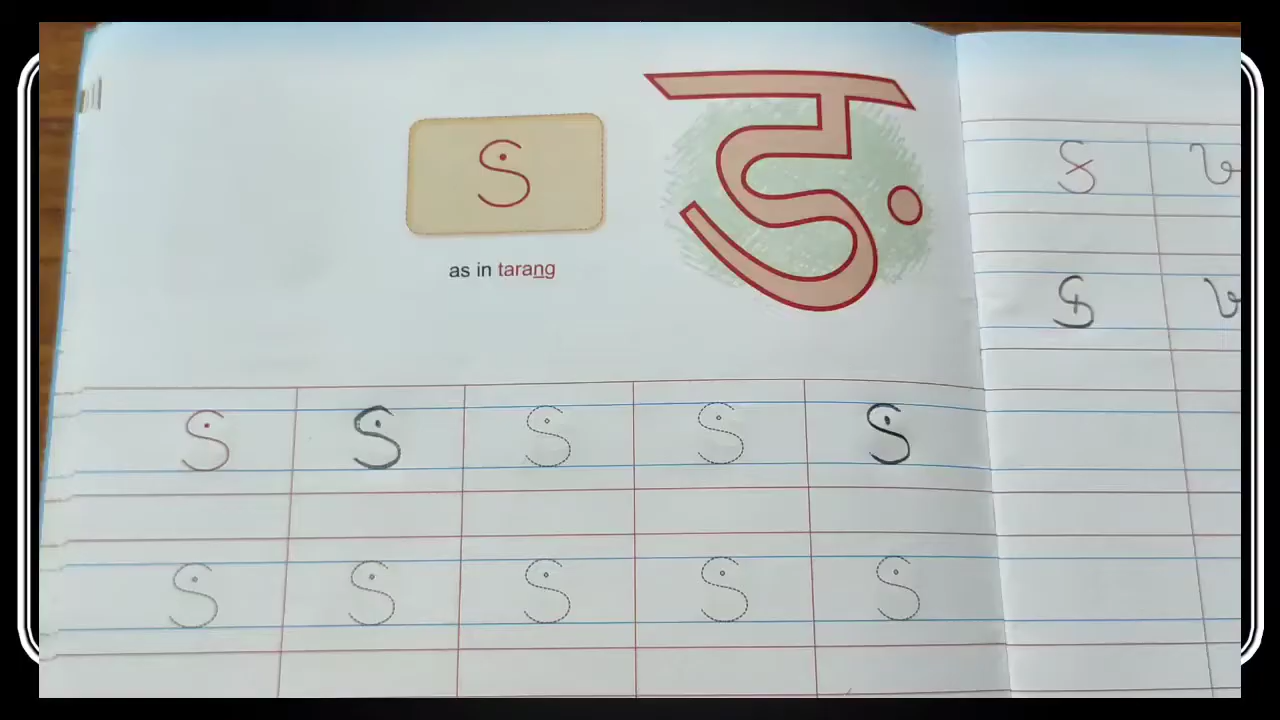 ઙ ङ
as in tarang
ઙ ઙ ઙ ઙ ઙ
ઙ ઙ ઙ ઙ ઙ
ક
ક